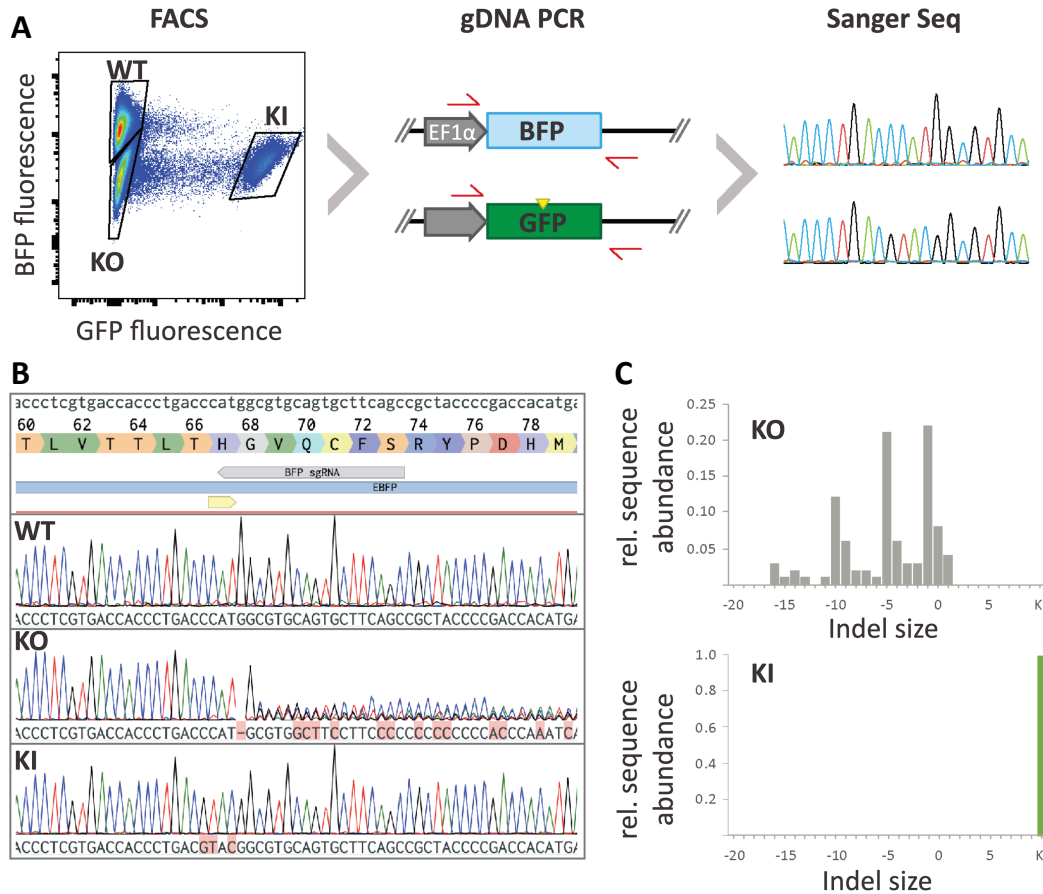 A
FACS
gDNA PCR
Sanger Seq
BFP fluorescence
WT
KI
KO
GFP fluorescence
EF1α
BFP
GFP
B
accctcgtgaccaccctgacccatggcgtgcagtgcttcagccgctaccccgaccacatga
60 62 64 66 68 70 72 74 76 78
T L V T T L T H G V Q C F S R Y P D H M
BFP sgRNA
EBFP
WT
ACCCTCGTGACCACCCTGACCCATGGCGTGCAGTGCTTCAGCCGCTACCCCGACCACATGA
KO
ACCCTCGTGACCACCCTGACCCAT-GCGTGGCTTCCTTCCCCCCCCCCCCACCCAAATCA
KI
ACCCTCGTGACCACCCTGACGTACGGCGTGCAGTGCTTCAGCCGCTACCCCGACCACATGA
C
KO
rel. sequence
abundance
0.25
0.20
0.15
0.10
0.05
-20 -15 -10 -5 0 5 K
Indel size
KI
rel. sequence
abundance
1.0
0.8
0.6
0.4
0.2
-20 -15 -10 -5 0 5 K
Indel size